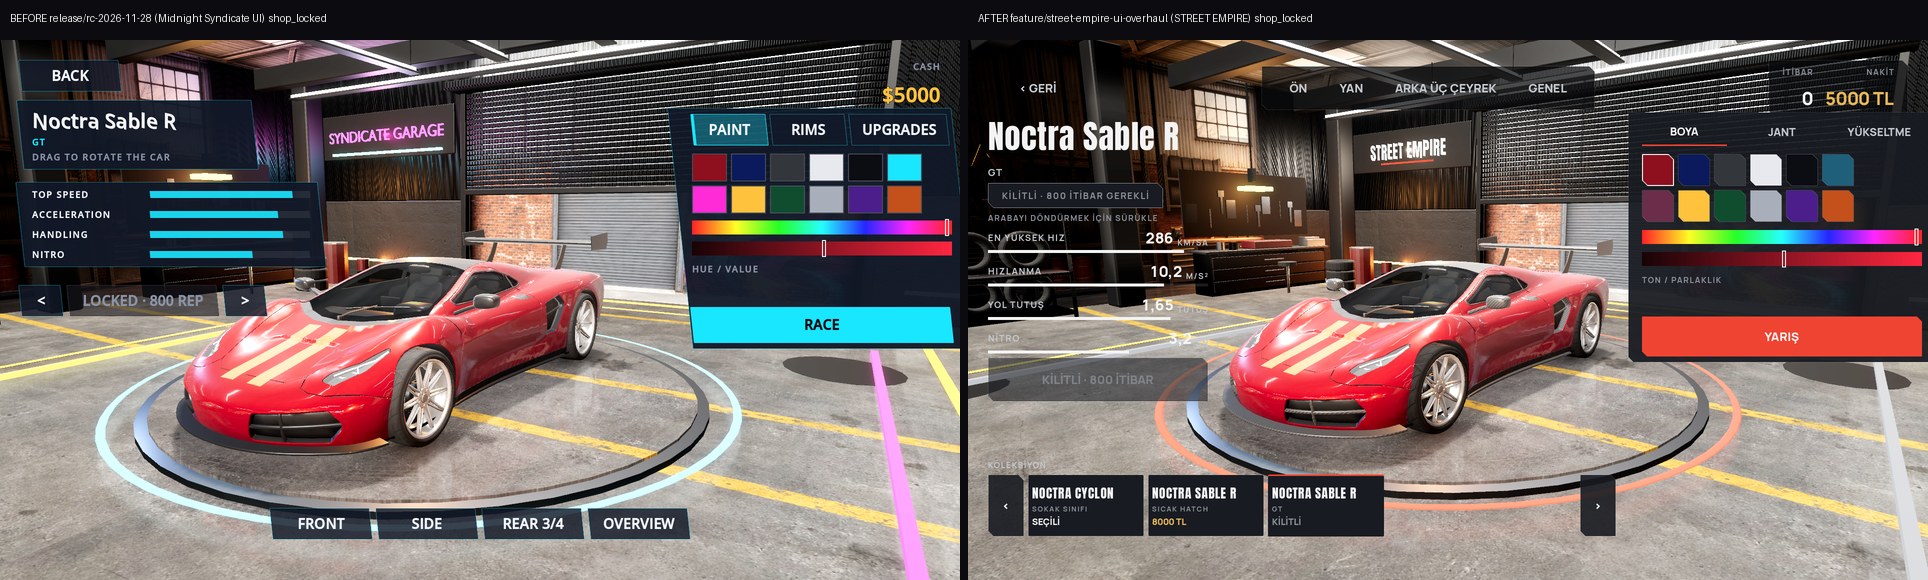 BEFORE release/rc-2026-11-28 (Midnight Syndicate UI) shop_locked
BACK
CASH
$5000
Noctra Sable R
GT
DRAG TO ROTATE THE CAR
SYNDICATE GARAGE
PAINT RIMS UPGRADES
TOP SPEED
ACCELERATION
HANDLING
NITRO
HUE / VALUE
< LOCKED · 800 REP >
RACE
FRONT SIDE REAR 3/4 OVERVIEW
AFTER feature/street-empire-ui-overhaul (STREET EMPIRE) shop_locked
‹ GERİ
ÖN YAN ARKA ÜÇ ÇEYREK GENEL
İTİBAR NAKİT
0 5000 TL
Noctra Sable R
GT
KİLİTLİ · 800 İTİBAR GEREKLİ
ARABAYI DÖNDÜRMEK İÇİN SÜRÜKLE
STREET EMPIRE
BOYA JANT YÜKSELTME
EN YÜKSEK HIZ 286 KM/SA
HIZLANMA 10,2 M/S²
YOL TUTUŞ 1,65
NİTRO 3,2
TON / PARLAKLIK
YARIŞ
KİLİTLİ · 800 İTİBAR
KOLEKSİYON
‹
NOCTRA CYCLON
SOKAK SINIFI
SEÇİLİ
NOCTRA SABLE R
SICAK HATCH
8000 TL
NOCTRA SABLE R
GT
KİLİTLİ
›